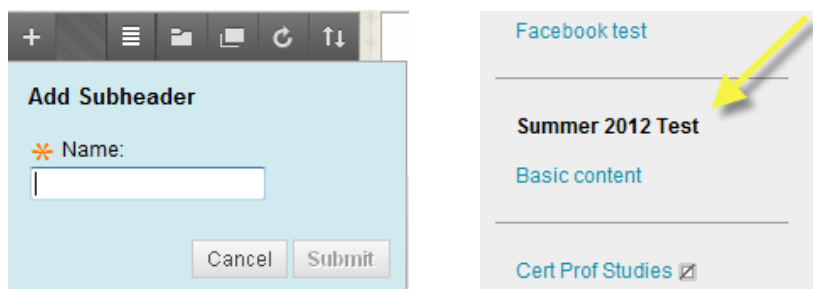 Add Subheader
Name:
Cancel Submit
Facebook test
Summer 2012 Test
Basic content
Cert Prof Studies